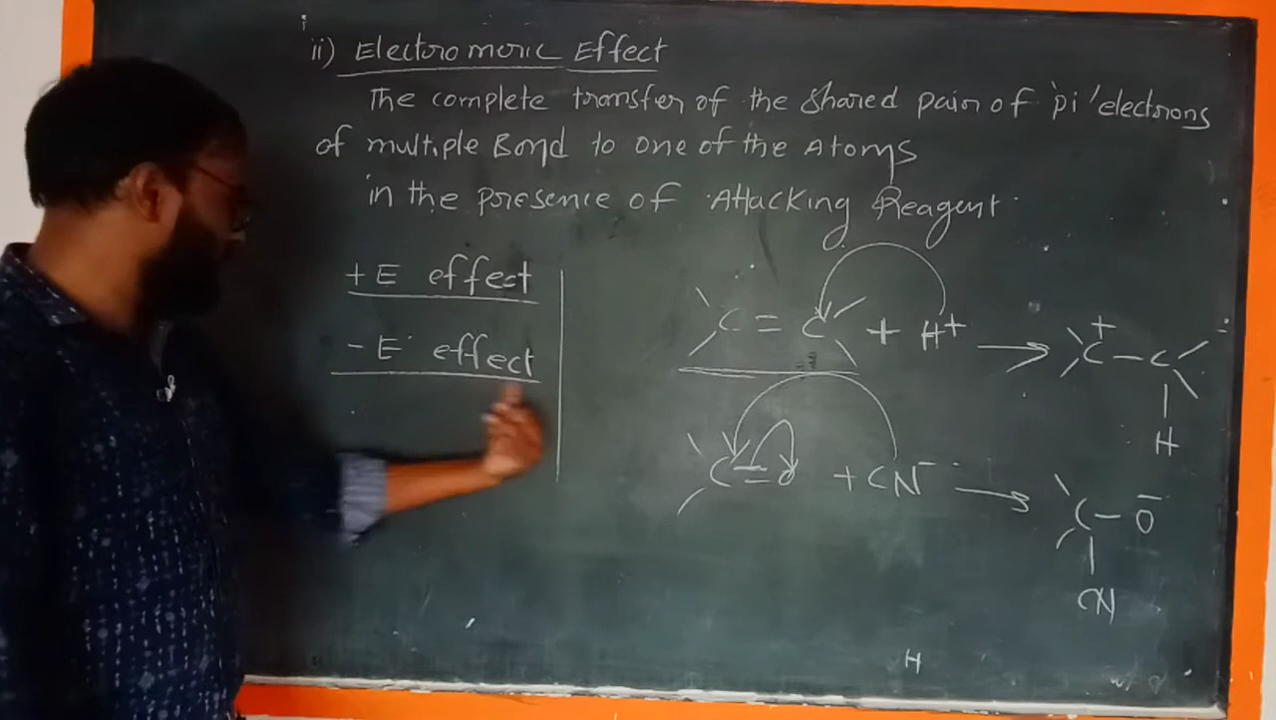 ii) Electromeric Effect
The complete transfer of the shared pair of 'pi' electrons
of multiple Bond to one of the Atoms
in the presence of Attacking Reagent.
+E effect
-E effect
C = C + H+ → +C – C
H
C = O + CN⁻ → C – O⁻
CN
H